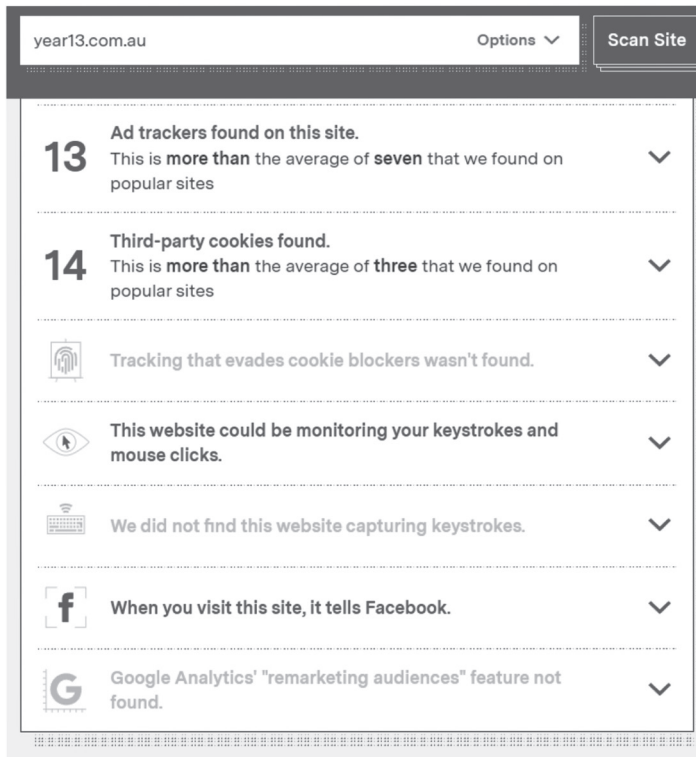 year13.com.au
Options
Scan Site
13
Ad trackers found on this site.
This is more than the average of seven that we found on
popular sites
14
Third-party cookies found.
This is more than the average of three that we found on
popular sites
Tracking that evades cookie blockers wasn't found.
This website could be monitoring your keystrokes and
mouse clicks.
We did not find this website capturing keystrokes.
f
When you visit this site, it tells Facebook.
G
Google Analytics' "remarketing audiences" feature not
found.